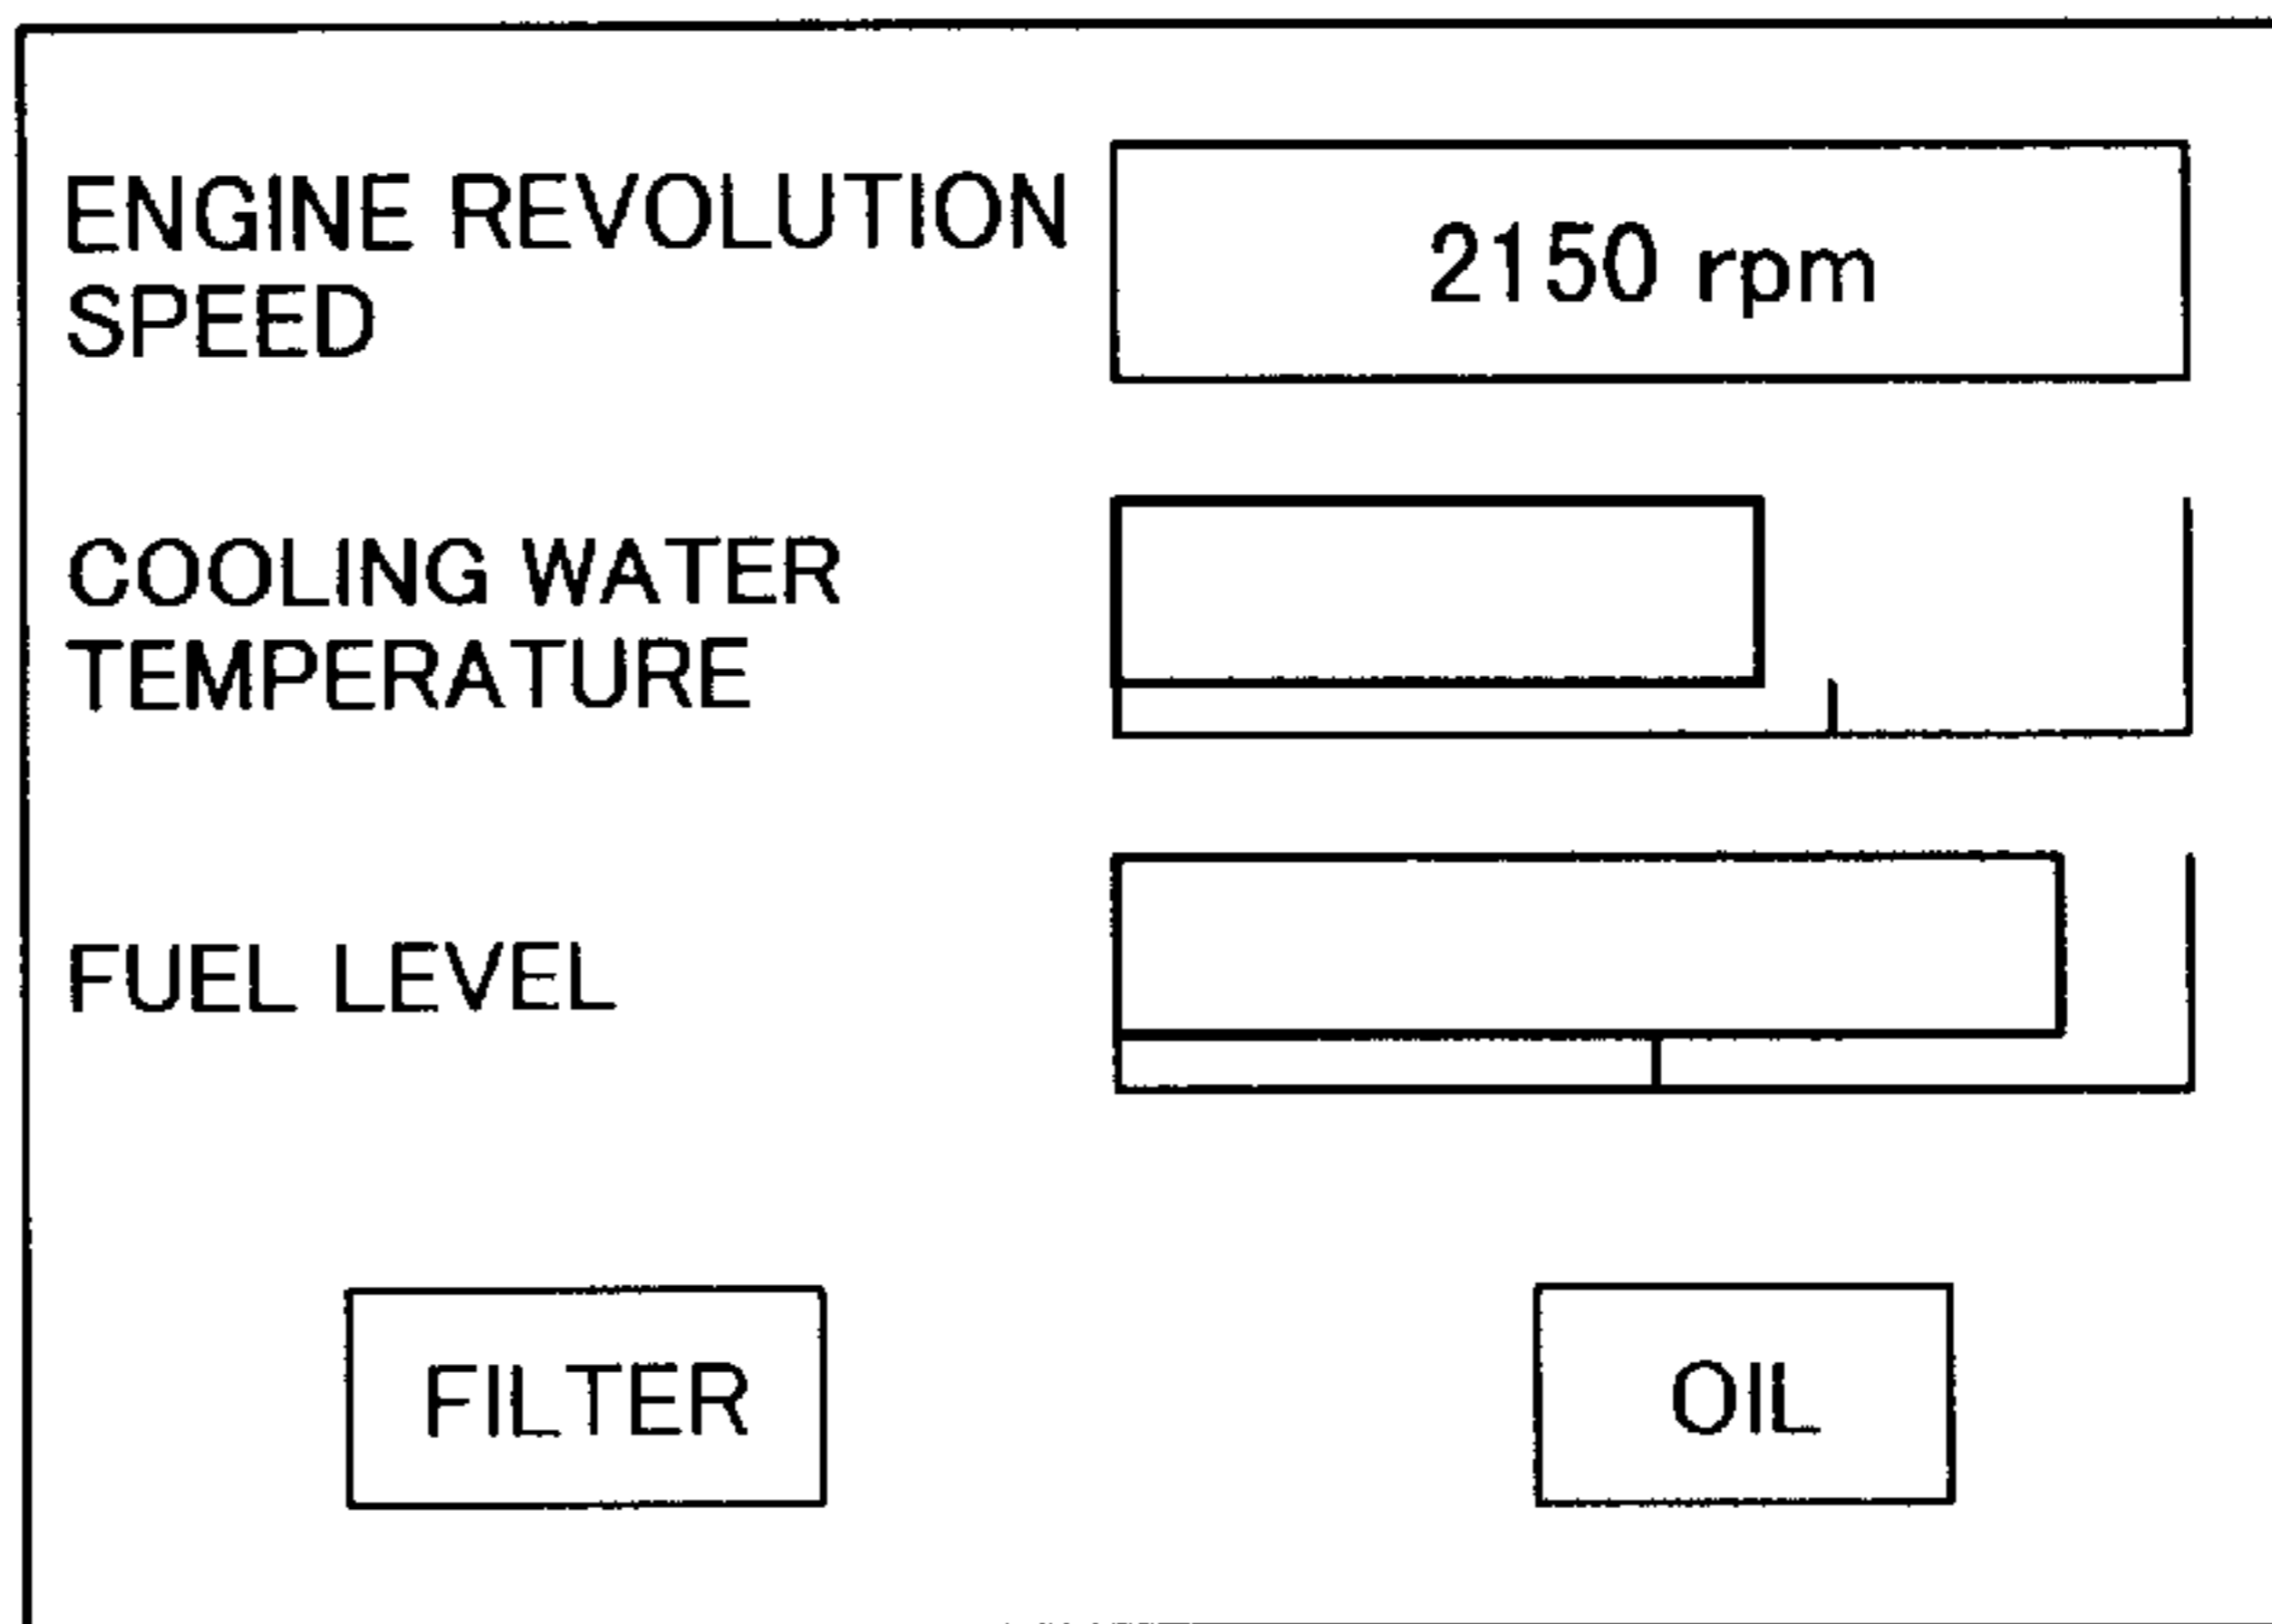 ENGINE REVOLUTION
SPEED
2150 rpm
COOLING WATER
TEMPERATURE
FUEL LEVEL
FILTER
OIL